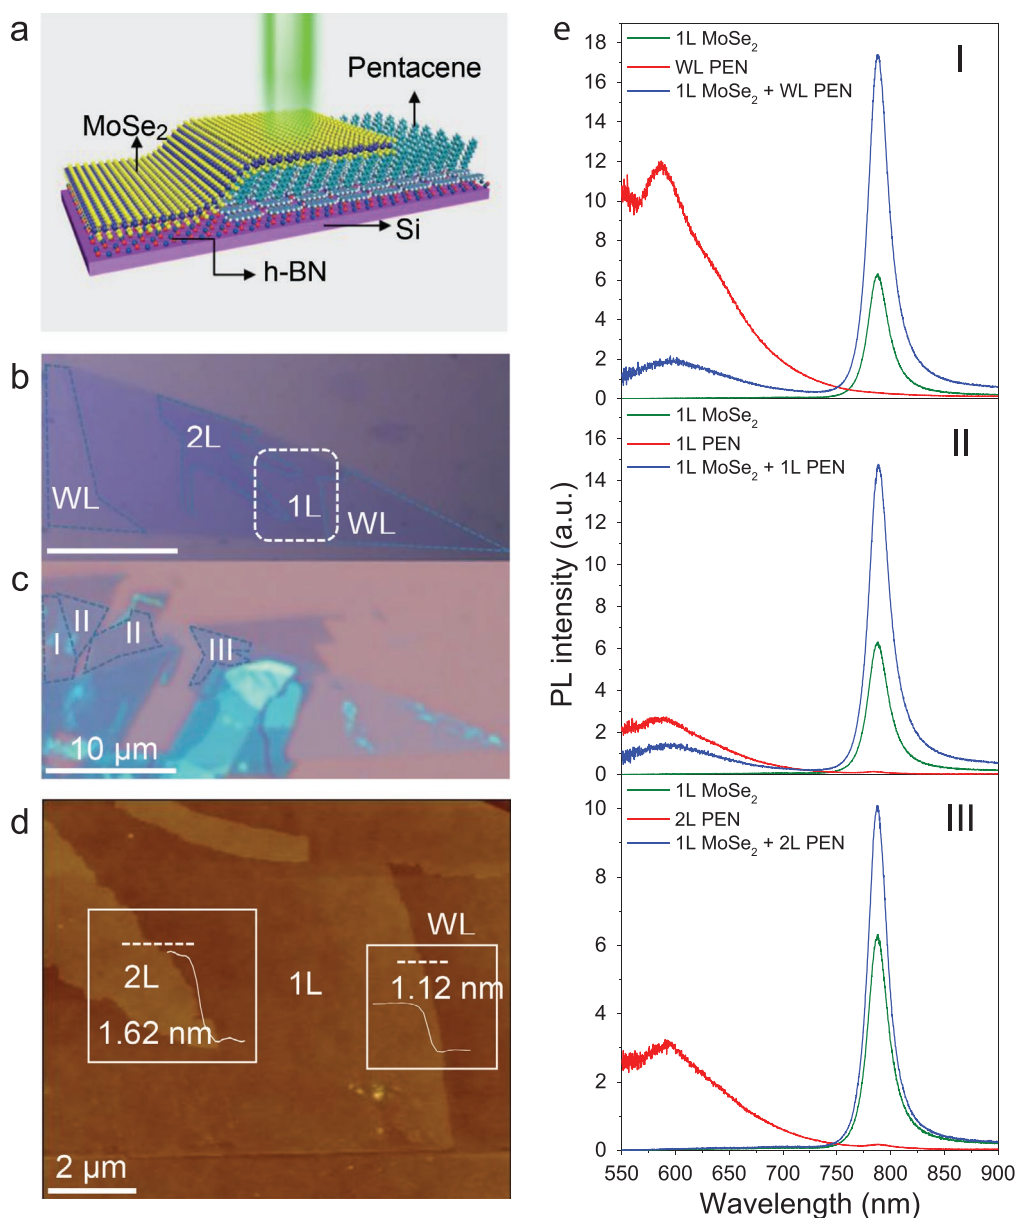 a
Pentacene
MoSe2
Si
h-BN
b
2L
WL
1L
WL
c
I
II
II
III
10 μm
d
WL
2L
1L
1.12 nm
1.62 nm
2 μm
e
18
16
14
12
10
8
6
4
2
0
1L MoSe2
WL PEN
1L MoSe2 + WL PEN
I
16
14
12
10
8
6
4
2
0
1L MoSe2
1L PEN
1L MoSe2 + 1L PEN
II
10
8
6
4
2
0
1L MoSe2
2L PEN
1L MoSe2 + 2L PEN
III
PL intensity (a.u.)
550 600 650 700 750 800 850 900
Wavelength (nm)